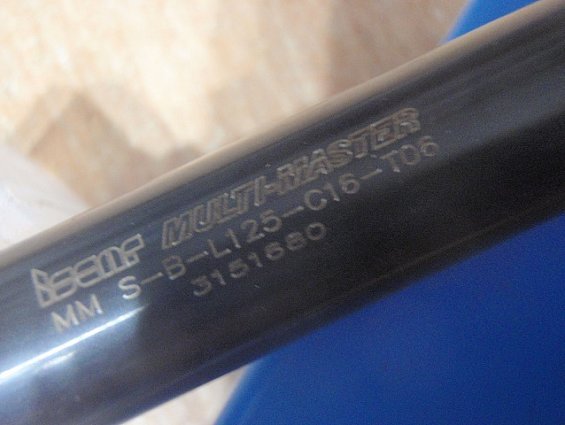 iscar MULTI-MASTER
MM S-B-L125-C16-T06
3151680